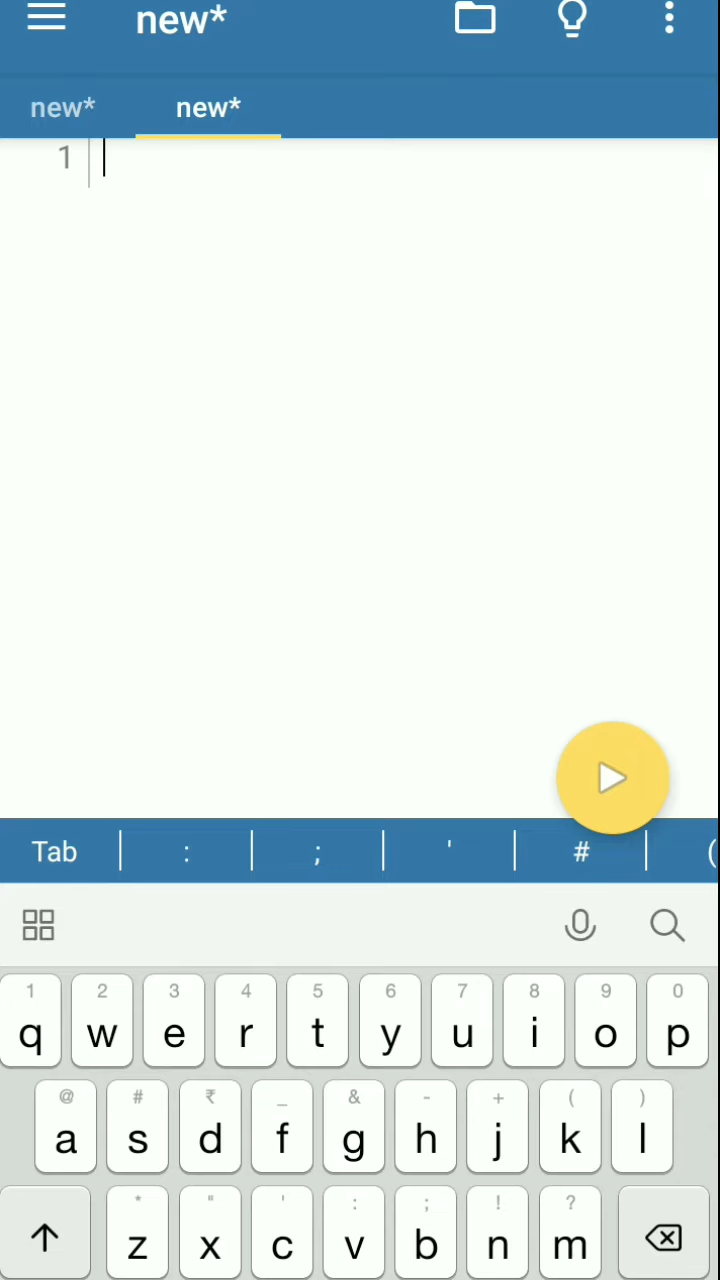 new*
new* new*
1
Tab : ; ' # (
1 2 3 4 5 6 7 8 9 0
q w e r t y u i o p
@ # ₹ _ & - + ( )
a s d f g h j k l
* " ' : ; ! ?
z x c v b n m